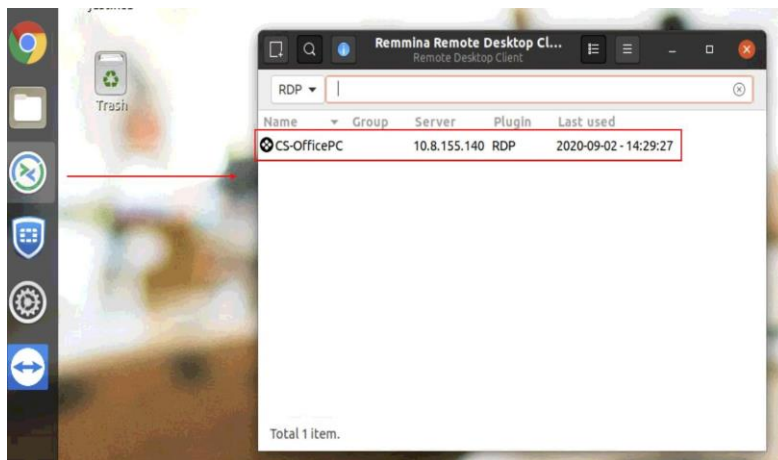 Remmina Remote Desktop Cl...
Remote Desktop Client
Trash
RDP
Name Group Server Plugin Last used
CS-OfficePC 10.8.155.140 RDP 2020-09-02 - 14:29:27
Total 1 item.